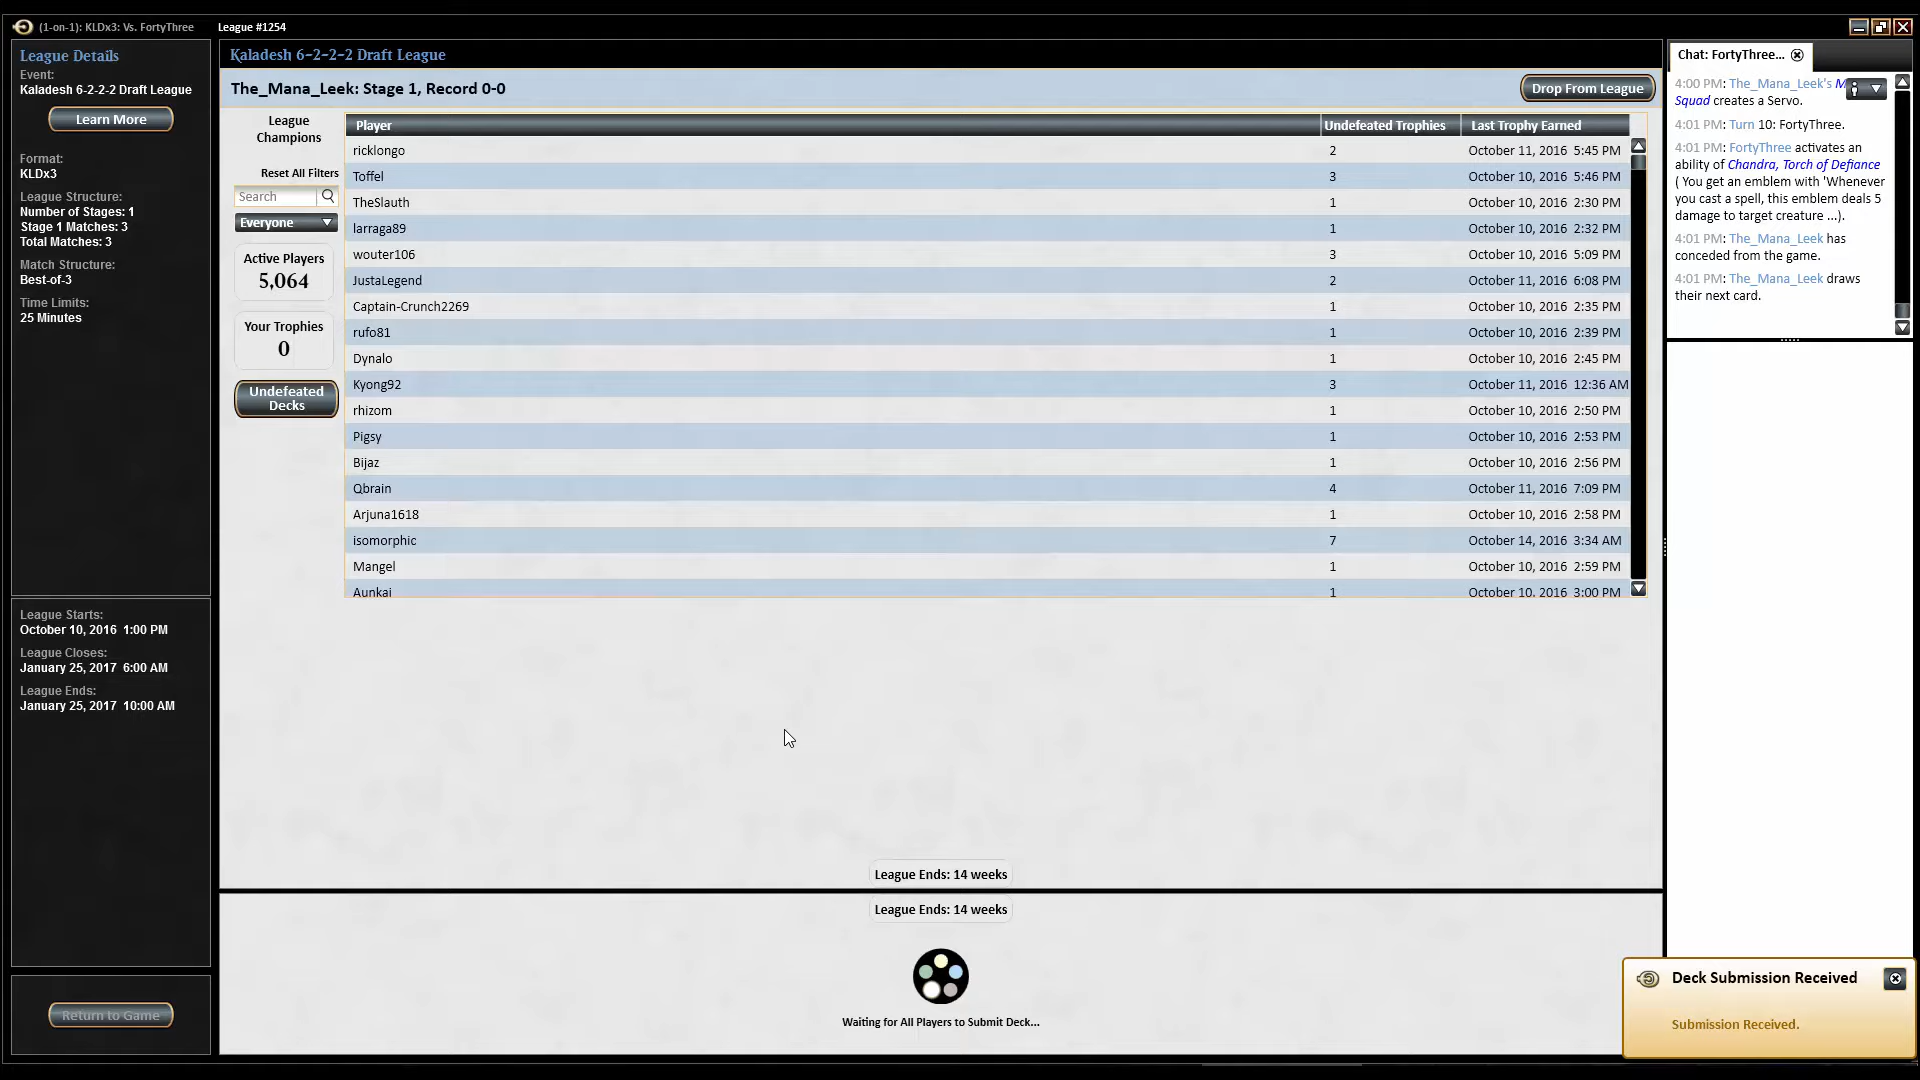 (1-on-1): KLDx3: Vs. FortyThree
League #1254
League Details
Event:
Kaladesh 6-2-2-2 Draft League
Learn More
Format:
KLDx3
League Structure:
Number of Stages: 1
Stage 1 Matches: 3
Total Matches: 3
Match Structure:
Best-of-3
Time Limits:
25 Minutes
League Starts:
October 10, 2016 1:00 PM
League Closes:
January 25, 2017 6:00 AM
League Ends:
January 25, 2017 10:00 AM
Return to Game
Kaladesh 6-2-2-2 Draft League
The_Mana_Leek: Stage 1, Record 0-0
Drop From League
League
Champions
Reset All Filters
Search
Everyone
Active Players
5,064
Your Trophies
0
Undefeated
Decks
Player Undefeated Trophies Last Trophy Earned
ricklongo 2 October 11, 2016 5:45 PM
Toffel 3 October 10, 2016 5:46 PM
TheSlauth 1 October 10, 2016 2:30 PM
larraga89 1 October 10, 2016 2:32 PM
wouter106 3 October 10, 2016 5:09 PM
JustaLegend 2 October 11, 2016 6:08 PM
Captain-Crunch2269 1 October 10, 2016 2:35 PM
rufo81 1 October 10, 2016 2:39 PM
Dynalo 1 October 10, 2016 2:45 PM
Kyong92 3 October 11, 2016 12:36 AM
rhizom 1 October 10, 2016 2:50 PM
Pigsy 1 October 10, 2016 2:53 PM
Bijaz 1 October 10, 2016 2:56 PM
Qbrain 4 October 11, 2016 7:09 PM
Arjuna1618 1 October 10, 2016 2:58 PM
isomorphic 7 October 14, 2016 3:34 AM
Mangel 1 October 10, 2016 2:59 PM
Aunkai 1 October 10, 2016 3:00 PM
League Ends: 14 weeks
League Ends: 14 weeks
Waiting for All Players to Submit Deck...
Chat: FortyThree...
4:00 PM: The_Mana_Leek's M
Squad creates a Servo.
4:01 PM: Turn 10: FortyThree.
4:01 PM: FortyThree activates an
ability of Chandra, Torch of Defiance
( You get an emblem with 'Whenever
you cast a spell, this emblem deals 5
damage to target creature ...).
4:01 PM: The_Mana_Leek has
conceded from the game.
4:01 PM: The_Mana_Leek draws
their next card.
Deck Submission Received
Submission Received.